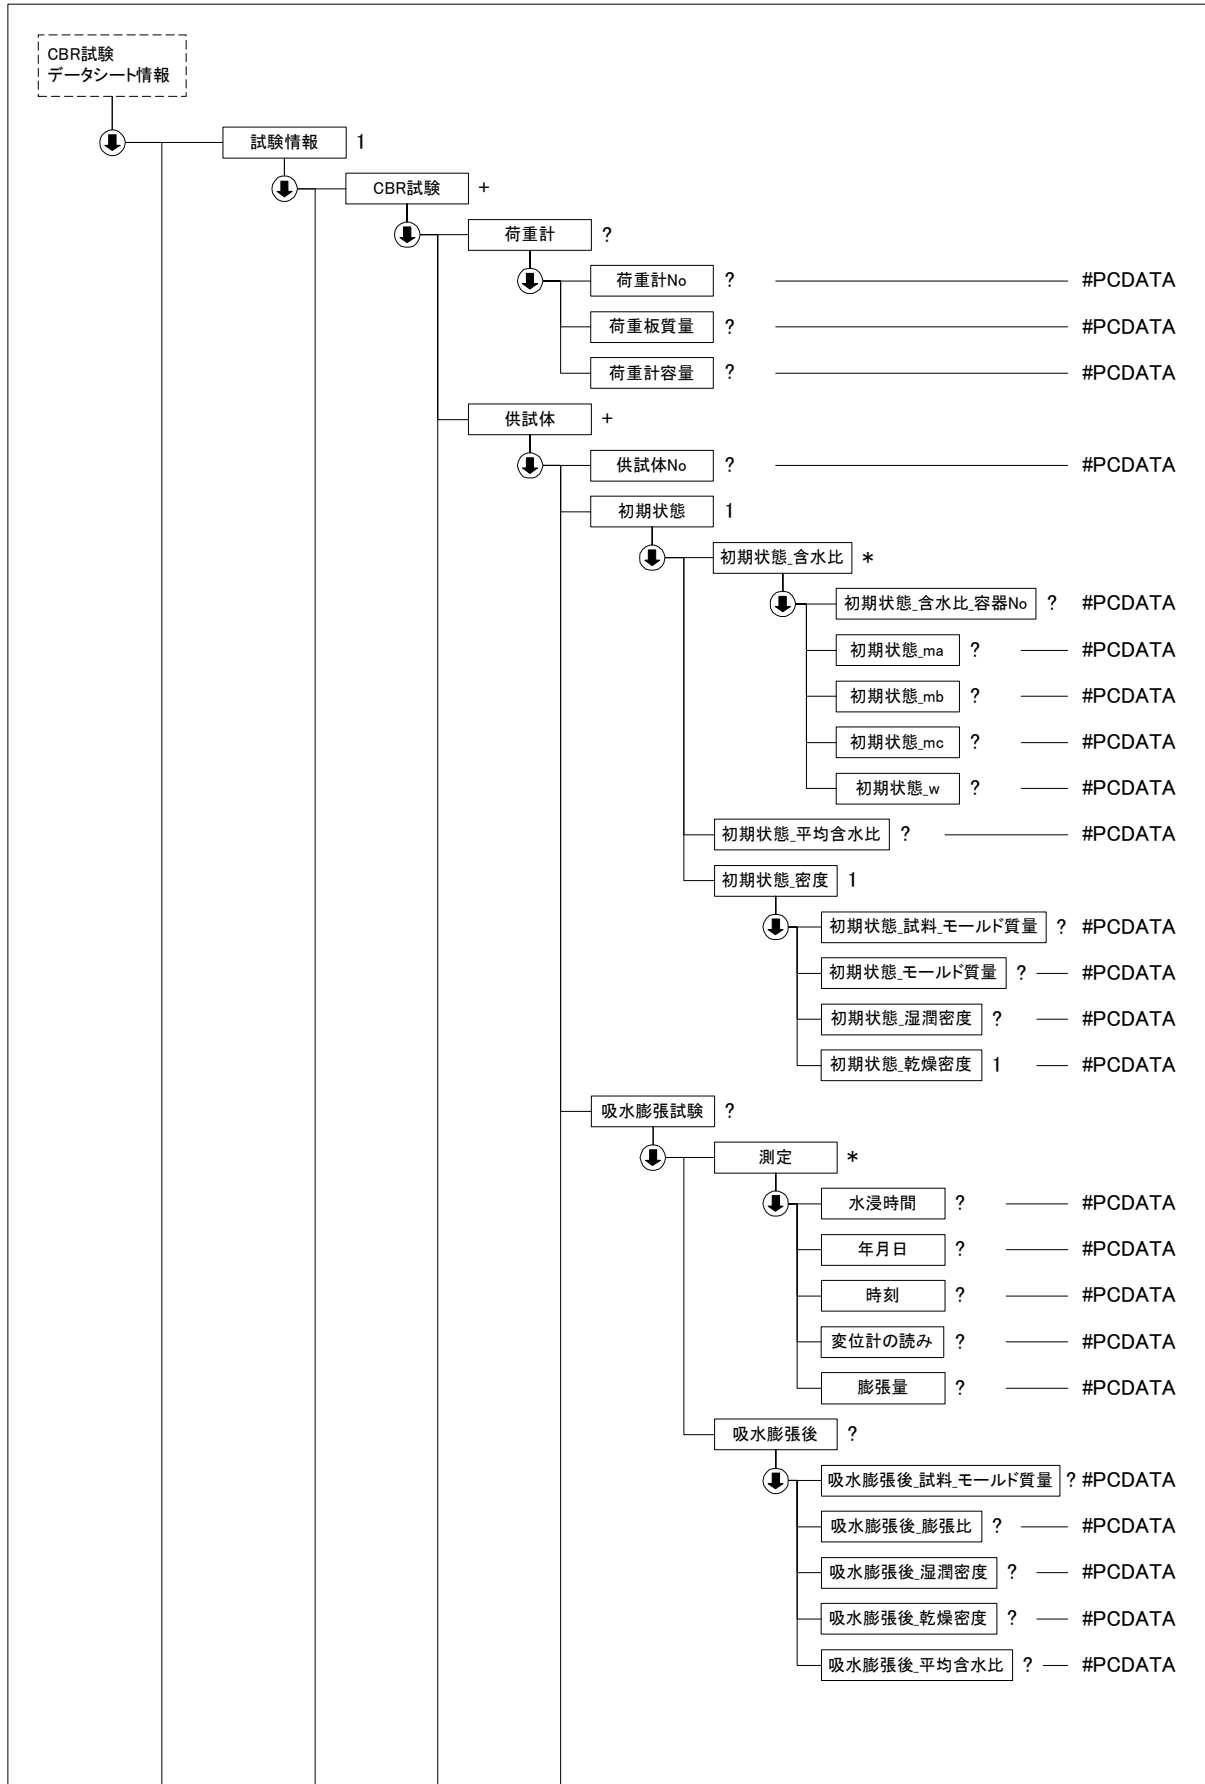 CBR試験
データシート情報
試験情報 1
CBR試験 +
荷重計 ?
荷重計No ? #PCDATA
荷重板質量 ? #PCDATA
荷重計容量 ? #PCDATA
供試体 +
供試体No ? #PCDATA
初期状態 1
初期状態_含水比 *
初期状態_含水比_容器No ? #PCDATA
初期状態_ma ? #PCDATA
初期状態_mb ? #PCDATA
初期状態_mc ? #PCDATA
初期状態_w ? #PCDATA
初期状態_平均含水比 ? #PCDATA
初期状態_密度 1
初期状態_試料_モールド質量 ? #PCDATA
初期状態_モールド質量 ? #PCDATA
初期状態_湿潤密度 ? #PCDATA
初期状態_乾燥密度 1 #PCDATA
吸水膨張試験 ?
測定 *
水浸時間 ? #PCDATA
年月日 ? #PCDATA
時刻 ? #PCDATA
変位計の読み ? #PCDATA
膨張量 ? #PCDATA
吸水膨張後 ?
吸水膨張後_試料_モールド質量 ? #PCDATA
吸水膨張後_膨張比 ? #PCDATA
吸水膨張後_湿潤密度 ? #PCDATA
吸水膨張後_乾燥密度 ? #PCDATA
吸水膨張後_平均含水比 ? #PCDATA